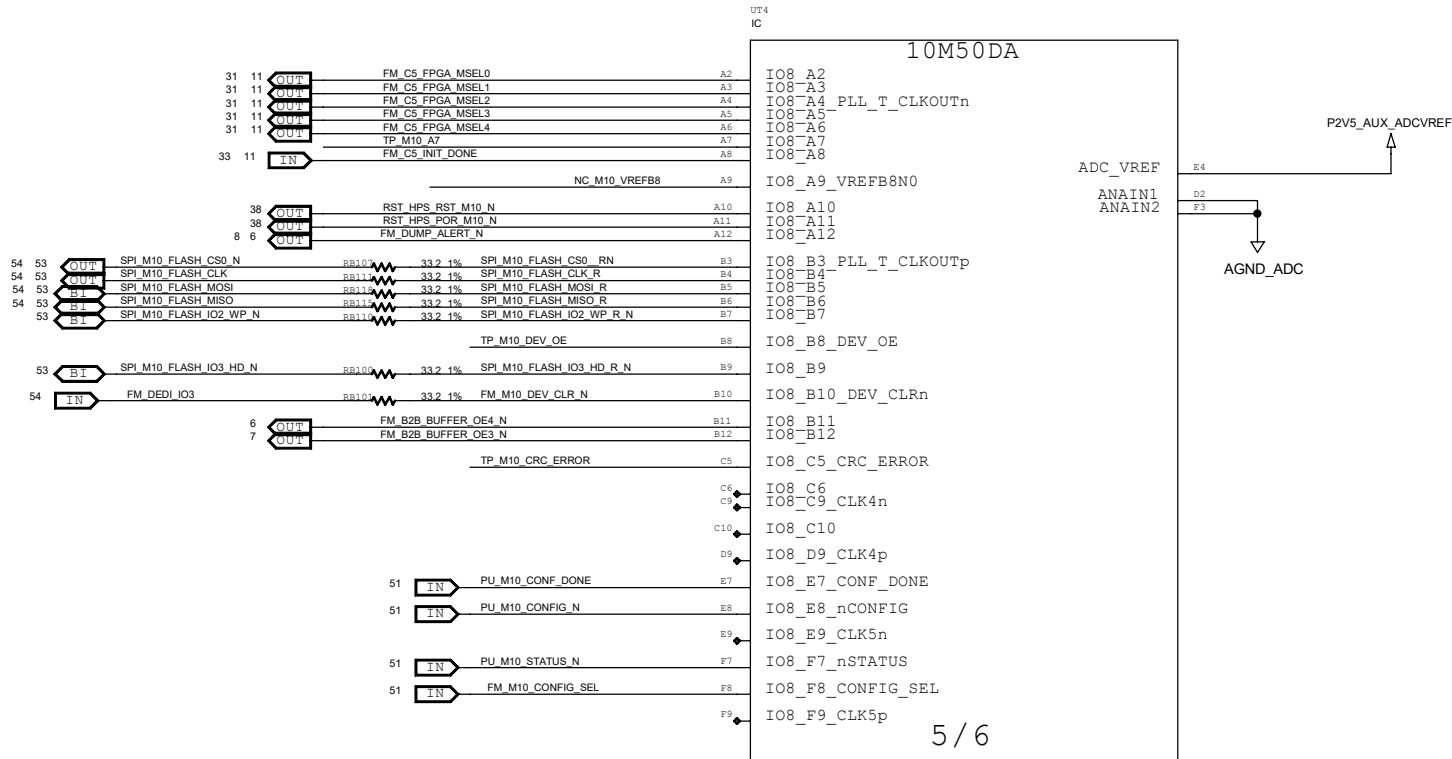 UT4
IC
10M50DA
31 11 OUT FM_C5_FPGA_MSEL0 A2 IO8_A2
31 11 OUT FM_C5_FPGA_MSEL1 A3 IO8_A3
31 11 OUT FM_C5_FPGA_MSEL2 A4 IO8_A4_PLL_T_CLKOUTn
31 11 OUT FM_C5_FPGA_MSEL3 A5 IO8_A5
31 11 OUT FM_C5_FPGA_MSEL4 A6 IO8_A6
TP_M10_A7 A7 IO8_A7
33 11 IN FM_C5_INIT_DONE A8 IO8_A8
P2V5_AUX_ADCVREF
ADC_VREF E4
NC_M10_VREFB8 A9 IO8_A9_VREFB8N0
ANAIN1 D2
ANAIN2 F3
38 OUT RST_HPS_RST_M10_N A10 IO8_A10
38 OUT RST_HPS_POR_M10_N A11 IO8_A11
8 6 OUT FM_DUMP_ALERT_N A12 IO8_A12
AGND_ADC
54 53 OUT SPI_M10_FLASH_CS0_N RB107 33.2 1% SPI_M10_FLASH_CS0__RN B3 IO8_B3_PLL_T_CLKOUTp
54 53 OUT SPI_M10_FLASH_CLK RB111 33.2 1% SPI_M10_FLASH_CLK_R B4 IO8_B4
54 53 BI SPI_M10_FLASH_MOSI RB118 33.2 1% SPI_M10_FLASH_MOSI_R B5 IO8_B5
54 53 BI SPI_M10_FLASH_MISO RB115 33.2 1% SPI_M10_FLASH_MISO_R B6 IO8_B6
53 BI SPI_M10_FLASH_IO2_WP_N RB110 33.2 1% SPI_M10_FLASH_IO2_WP_R_N B7 IO8_B7
TP_M10_DEV_OE B8 IO8_B8_DEV_OE
53 BI SPI_M10_FLASH_IO3_HD_N RB100 33.2 1% SPI_M10_FLASH_IO3_HD_R_N B9 IO8_B9
54 IN FM_DEDI_IO3 RB101 33.2 1% FM_M10_DEV_CLR_N B10 IO8_B10_DEV_CLRn
6 OUT FM_B2B_BUFFER_OE4_N B11 IO8_B11
7 OUT FM_B2B_BUFFER_OE3_N B12 IO8_B12
TP_M10_CRC_ERROR C5 IO8_C5_CRC_ERROR
C6 IO8_C6
C9 IO8_C9_CLK4n
C10 IO8_C10
D9 IO8_D9_CLK4p
51 IN PU_M10_CONF_DONE E7 IO8_E7_CONF_DONE
51 IN PU_M10_CONFIG_N E8 IO8_E8_nCONFIG
E9 IO8_E9_CLK5n
51 IN PU_M10_STATUS_N F7 IO8_F7_nSTATUS
51 IN FM_M10_CONFIG_SEL F8 IO8_F8_CONFIG_SEL
F9 IO8_F9_CLK5p
5/6